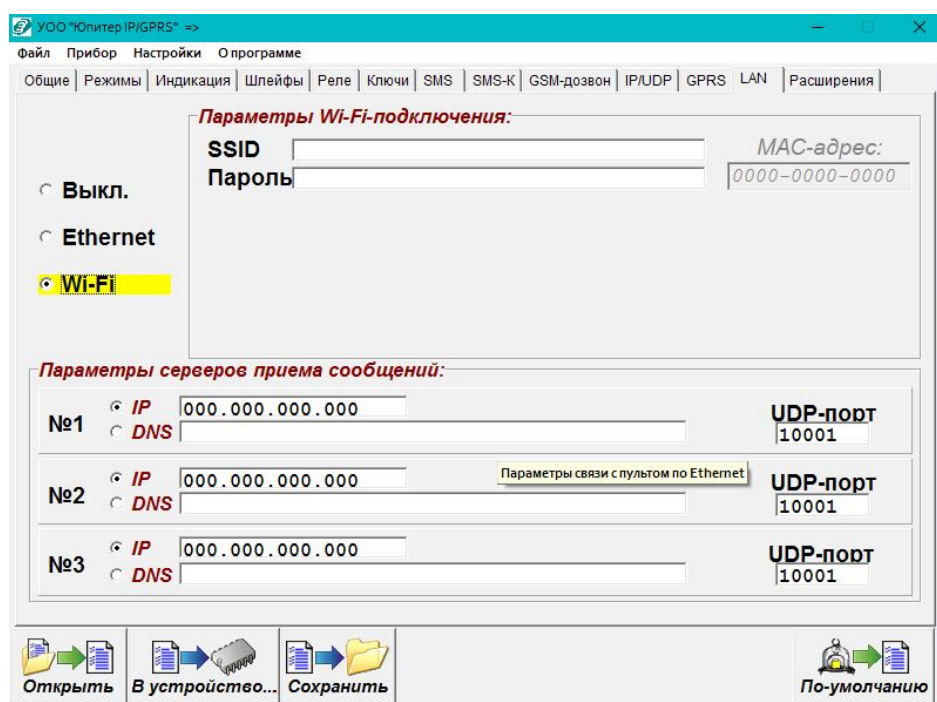 УОО "Юпитер IP/GPRS" =>
Файл Прибор Настройки О программе
Общие Режимы Индикация Шлейфы Реле Ключи SMS SMS-К GSM-дозвон IP/UDP GPRS LAN Расширения
Параметры Wi-Fi-подключения:
SSID
MAC-адрес:
Пароль
0000-0000-0000
Выкл.
Ethernet
Wi-Fi
Параметры серверов приема сообщений:
№1
IP 000.000.000.000
DNS
UDP-порт
10001
Параметры связи с пультом по Ethernet
№2
IP 000.000.000.000
DNS
UDP-порт
10001
№3
IP 000.000.000.000
DNS
UDP-порт
10001
Открыть В устройство... Сохранить По-умолчанию